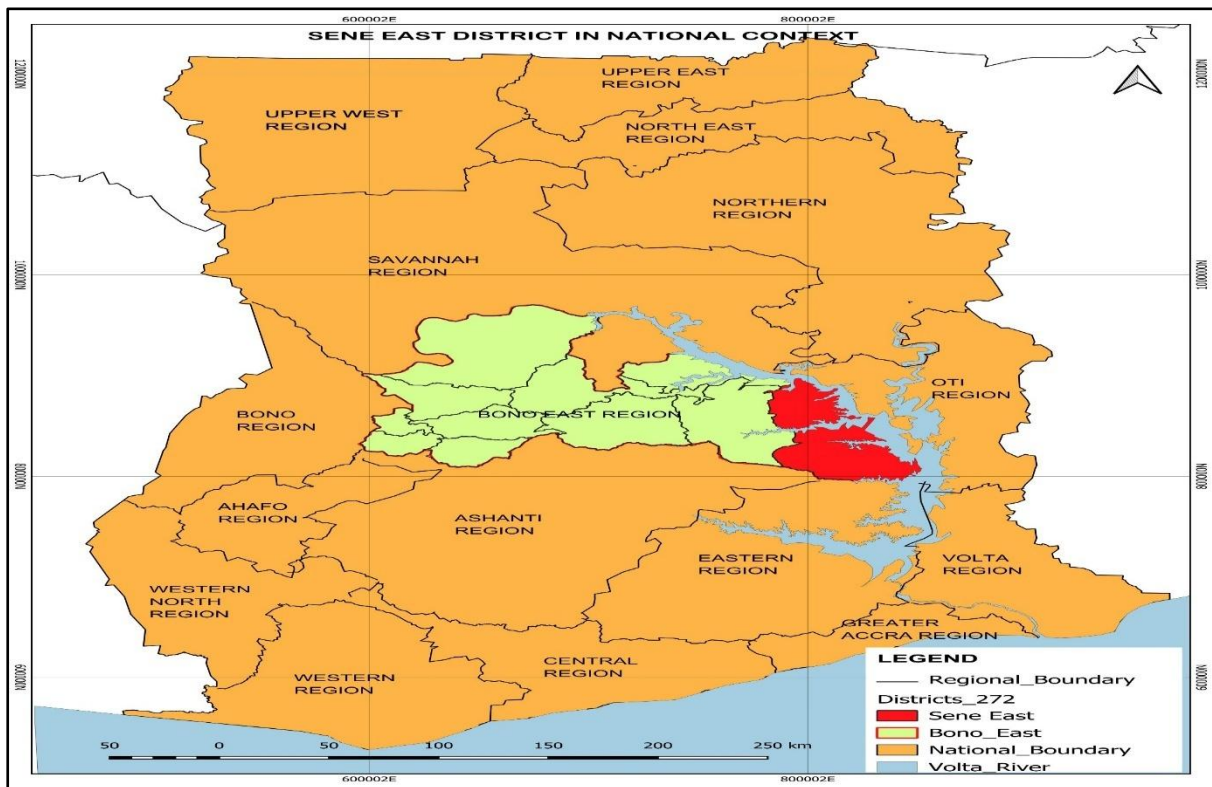 600002E
800002E
SENE EAST DISTRICT IN NATIONAL CONTEXT
UPPER EAST
REGION
UPPER WEST
REGION
NORTH EAST
REGION
NORTHERN
REGION
SAVANNAH
REGION
OTI
REGION
BONO
REGION
BONO EAST REGION
AHAFO
REGION
ASHANTI
REGION
EASTERN
REGION
VOLTA
REGION
WESTERN
NORTH
REGION
GREATER
ACCRA REGION
CENTRAL
REGION
WESTERN
REGION
LEGEND
Regional_Boundary
Districts_272
Sene East
Bono_East
National_Boundary
Volta_River
50 0 50 100 150 200 250 km
600002E
800002E